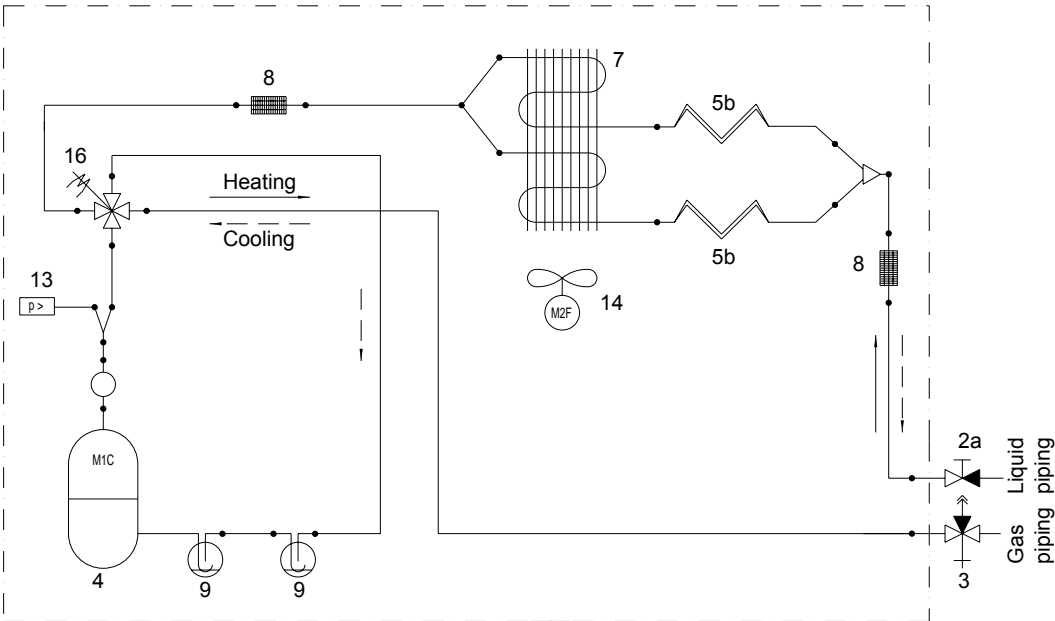 7
8
5b
16
Heating
Cooling
13
p >
5b
8
14
M2F
M1C
2a
Liquid
piping
Gas
piping
4
9
9
3